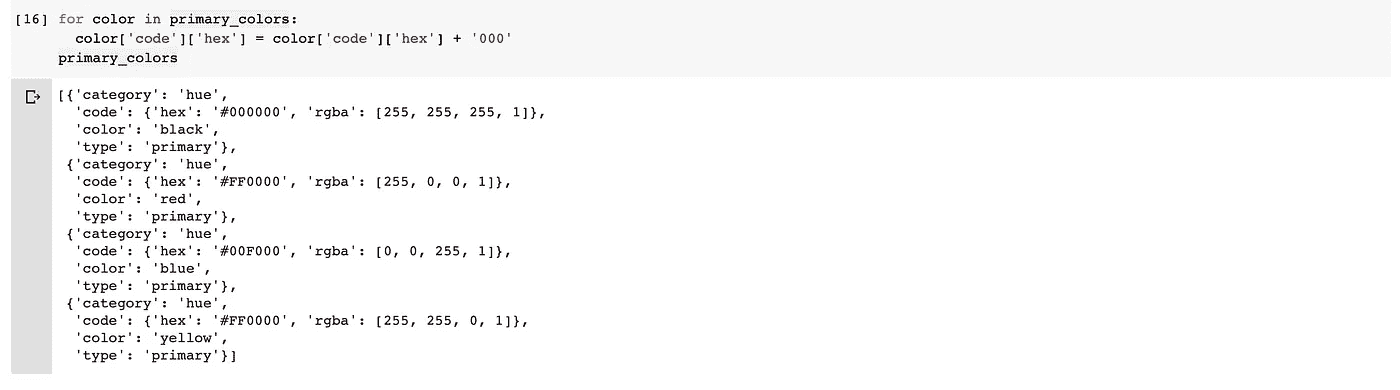 [16] for color in primary_colors:
color['code']['hex'] = color['code']['hex'] + '000'
primary_colors
[{'category': 'hue',
'code': {'hex': '#000000', 'rgba': [255, 255, 255, 1]},
'color': 'black',
'type': 'primary'},
{'category': 'hue',
'code': {'hex': '#FF0000', 'rgba': [255, 0, 0, 1]},
'color': 'red',
'type': 'primary'},
{'category': 'hue',
'code': {'hex': '#00F000', 'rgba': [0, 0, 255, 1]},
'color': 'blue',
'type': 'primary'},
{'category': 'hue',
'code': {'hex': '#FF0000', 'rgba': [255, 255, 0, 1]},
'color': 'yellow',
'type': 'primary'}]